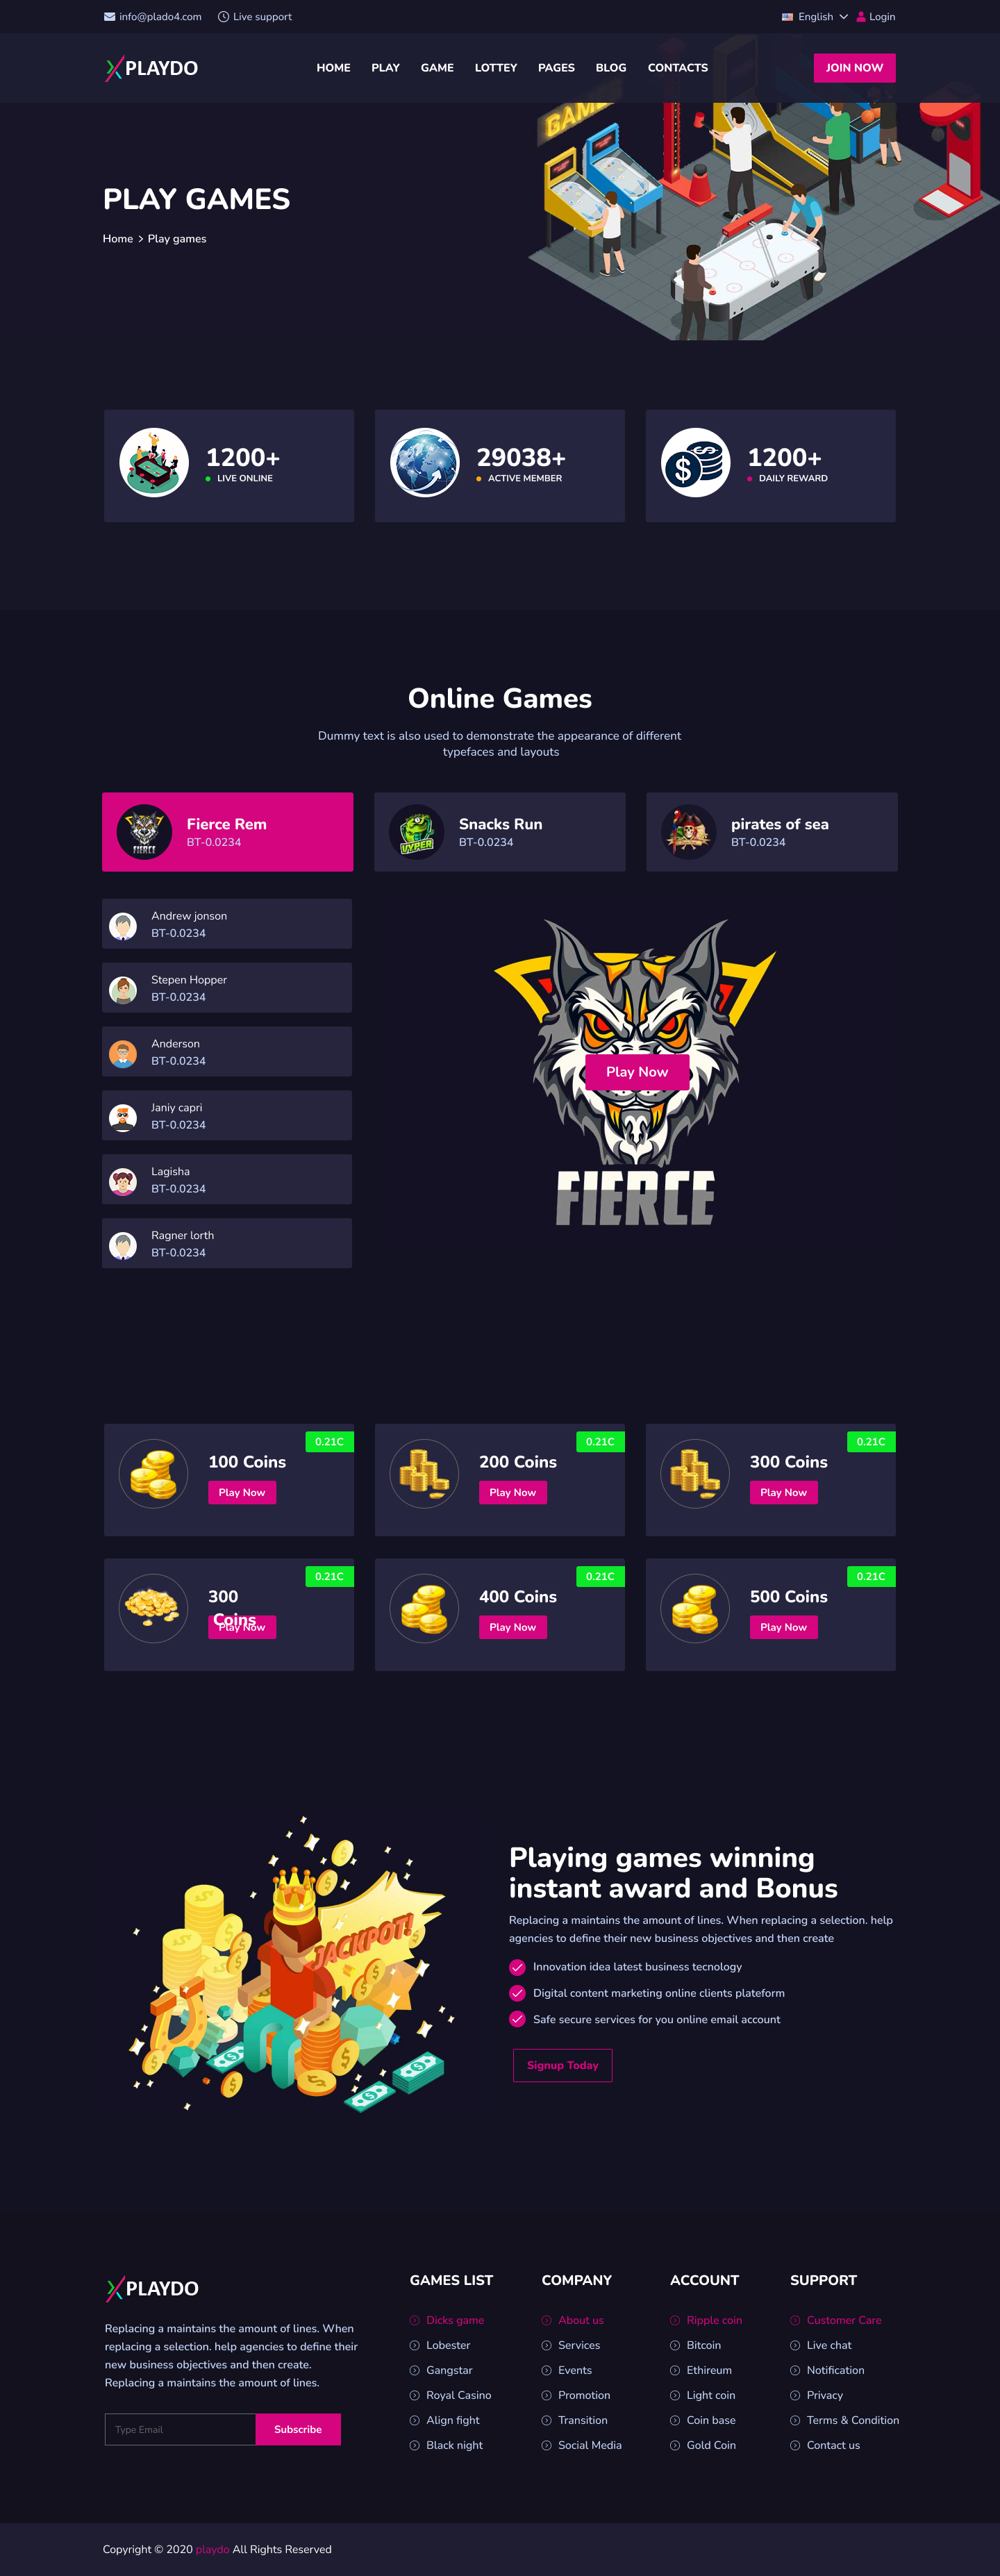 info@plado4.com Live support English Login
PLAYDO HOME PLAY GAME LOTTEY PAGES BLOG CONTACTS JOIN NOW
GAME
PLAY GAMES
Home > Play games
1200+
LIVE ONLINE
29038+
ACTIVE MEMBER
1200+
DAILY REWARD
Online Games
Dummy text is also used to demonstrate the appearance of different
typefaces and layouts
FIERCE
Fierce Rem
BT-0.0234
VYPER
Snacks Run
BT-0.0234
pirates of sea
BT-0.0234
Andrew jonson
BT-0.0234
Stepen Hopper
BT-0.0234
Anderson
BT-0.0234
Janiy capri
BT-0.0234
Lagisha
BT-0.0234
Ragner lorth
BT-0.0234
Play Now
FIERCE
0.21C
100 Coins
Play Now
0.21C
200 Coins
Play Now
0.21C
300 Coins
Play Now
0.21C
300
Coins
Play Now
0.21C
400 Coins
Play Now
0.21C
500 Coins
Play Now
JACKPOT!
Playing games winning
instant award and Bonus
Replacing a maintains the amount of lines. When replacing a selection. help
agencies to define their new business objectives and then create
Innovation idea latest business tecnology
Digital content marketing online clients plateform
Safe secure services for you online email account
Signup Today
PLAYDO
Replacing a maintains the amount of lines. When
replacing a selection. help agencies to define their
new business objectives and then create.
Replacing a maintains the amount of lines.
Type Email Subscribe
GAMES LIST
Dicks game
Lobester
Gangstar
Royal Casino
Align fight
Black night
COMPANY
About us
Services
Events
Promotion
Transition
Social Media
ACCOUNT
Ripple coin
Bitcoin
Ethireum
Light coin
Coin base
Gold Coin
SUPPORT
Customer Care
Live chat
Notification
Privacy
Terms & Condition
Contact us
Copyright © 2020 playdo All Rights Reserved